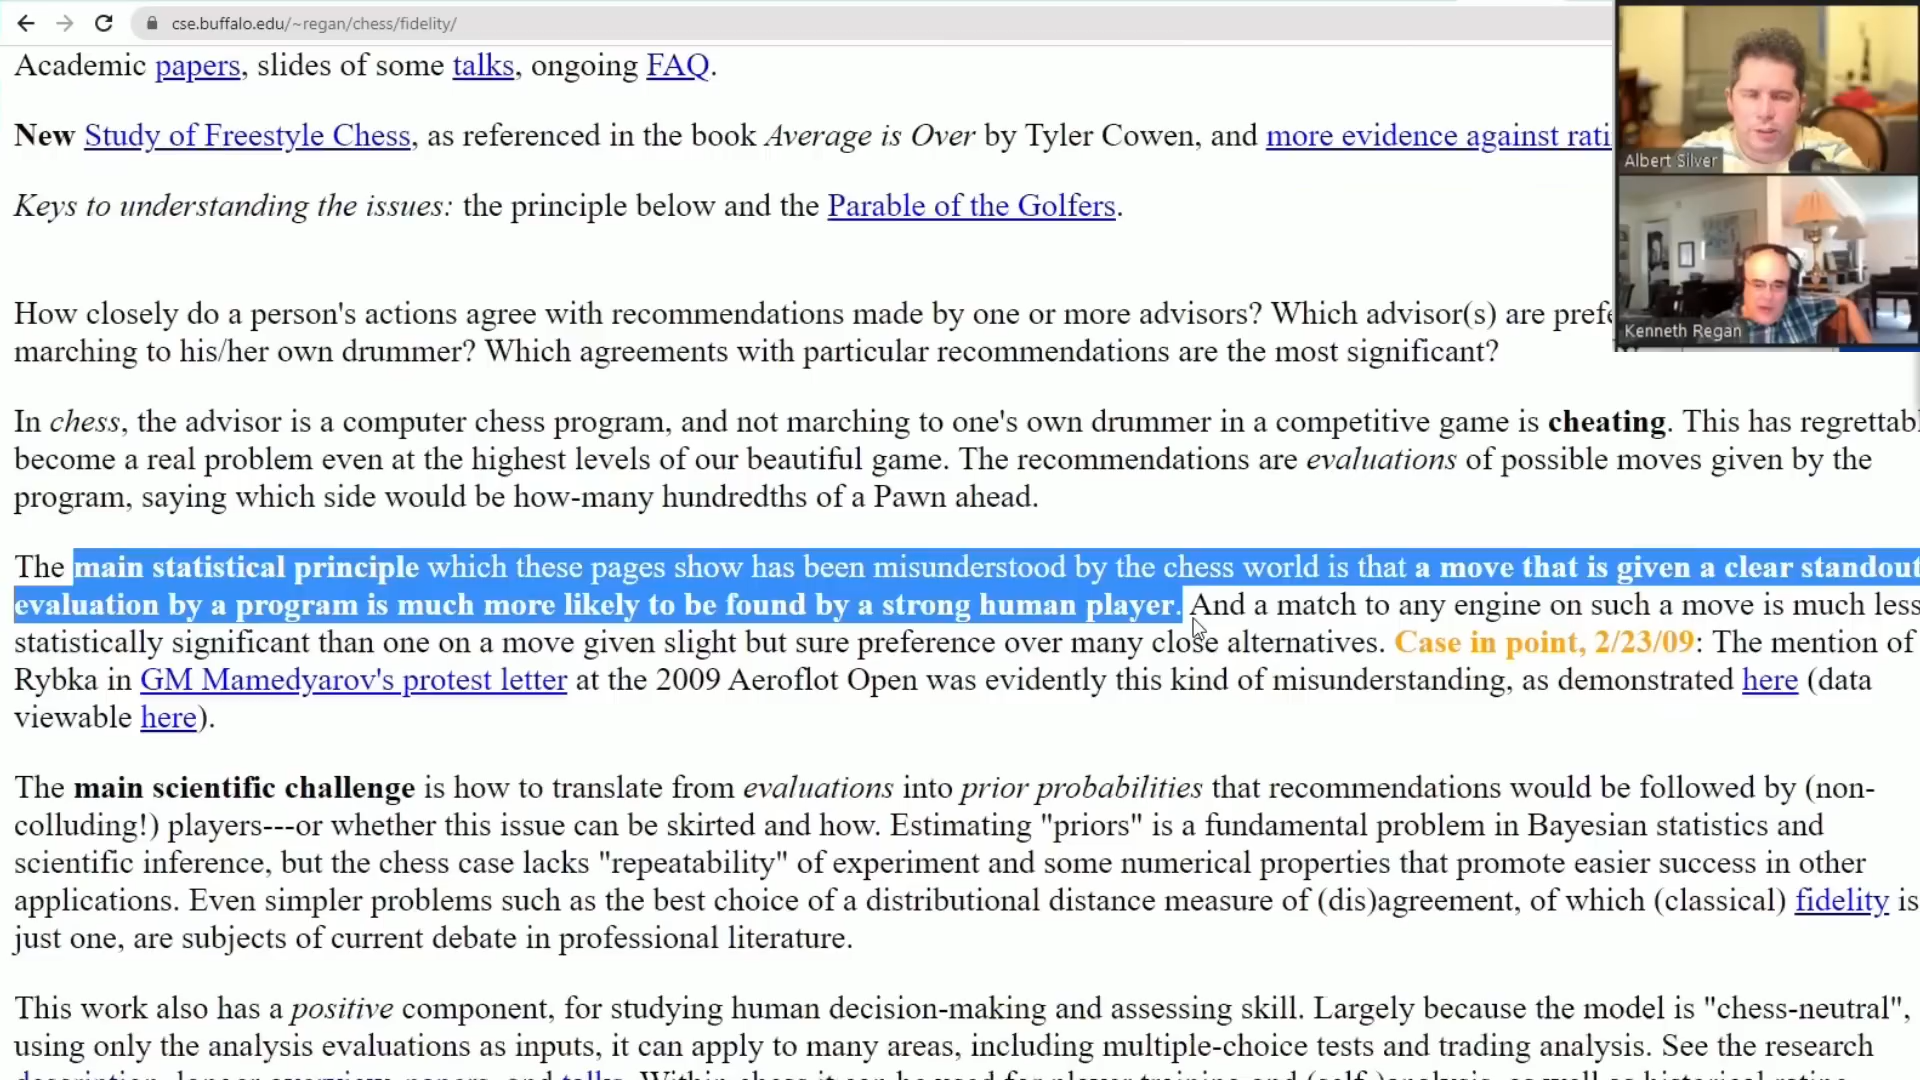 cse.buffalo.edu/~regan/chess/fidelity/
Academic papers, slides of some talks, ongoing FAQ.
New Study of Freestyle Chess, as referenced in the book Average is Over by Tyler Cowen, and more evidence against rati
Keys to understanding the issues: the principle below and the Parable of the Golfers.
Albert Silver
Kenneth Regan
How closely do a person's actions agree with recommendations made by one or more advisors? Which advisor(s) are prefe
marching to his/her own drummer? Which agreements with particular recommendations are the most significant?
In chess, the advisor is a computer chess program, and not marching to one's own drummer in a competitive game is cheating. This has regrettabl
become a real problem even at the highest levels of our beautiful game. The recommendations are evaluations of possible moves given by the
program, saying which side would be how-many hundredths of a Pawn ahead.
The main statistical principle which these pages show has been misunderstood by the chess world is that a move that is given a clear standout
evaluation by a program is much more likely to be found by a strong human player. And a match to any engine on such a move is much less
statistically significant than one on a move given slight but sure preference over many close alternatives. Case in point, 2/23/09: The mention of
Rybka in GM Mamedyarov's protest letter at the 2009 Aeroflot Open was evidently this kind of misunderstanding, as demonstrated here (data
viewable here).
The main scientific challenge is how to translate from evaluations into prior probabilities that recommendations would be followed by (non-
colluding!) players---or whether this issue can be skirted and how. Estimating "priors" is a fundamental problem in Bayesian statistics and
scientific inference, but the chess case lacks "repeatability" of experiment and some numerical properties that promote easier success in other
applications. Even simpler problems such as the best choice of a distributional distance measure of (dis)agreement, of which (classical) fidelity is
just one, are subjects of current debate in professional literature.
This work also has a positive component, for studying human decision-making and assessing skill. Largely because the model is "chess-neutral",
using only the analysis evaluations as inputs, it can apply to many areas, including multiple-choice tests and trading analysis. See the research